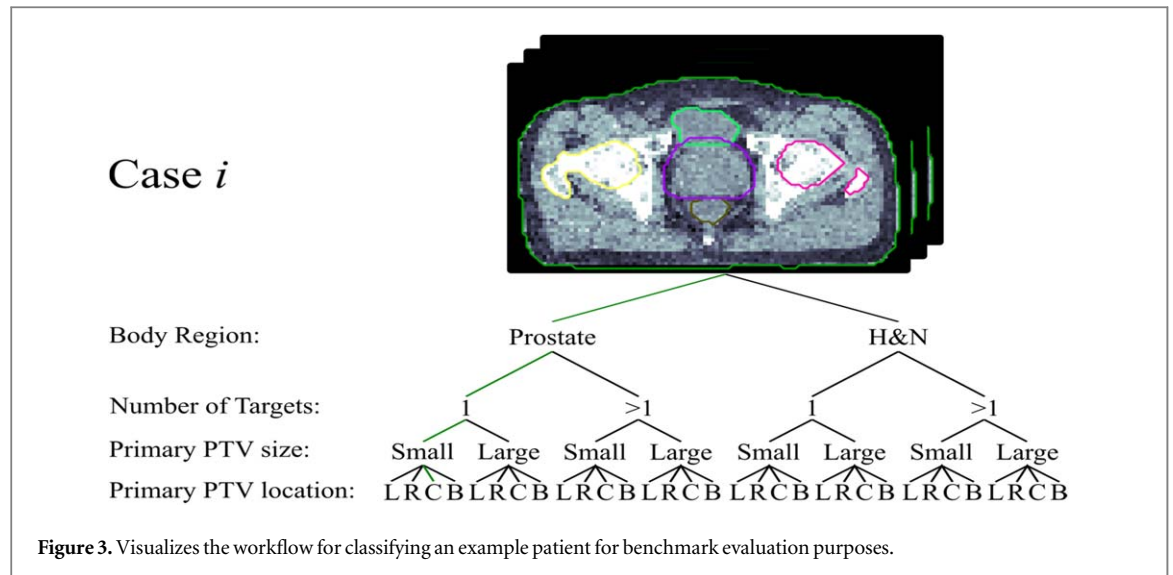 Case i
Body Region: Prostate H&N
Number of Targets: 1 >1 1 >1
Primary PTV size: Small Large Small Large Small Large Small Large
Primary PTV location: L R C B L R C B L R C B L R C B L R C B L R C B L R C B L R C B
Figure 3. Visualizes the workflow for classifying an example patient for benchmark evaluation purposes.